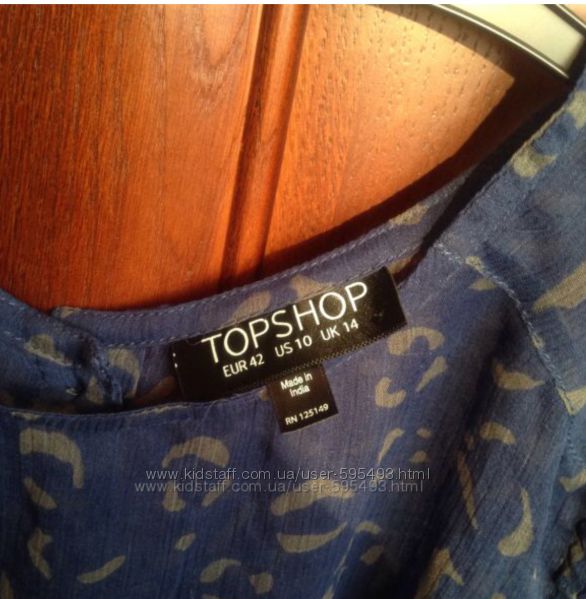 TOPSHOP
EUR 42 US 10 UK 14
Made in
India
RN 125149
www.kidstaff.com.ua/user-595493.html
www.kidstaff.com.ua/user-595493.html